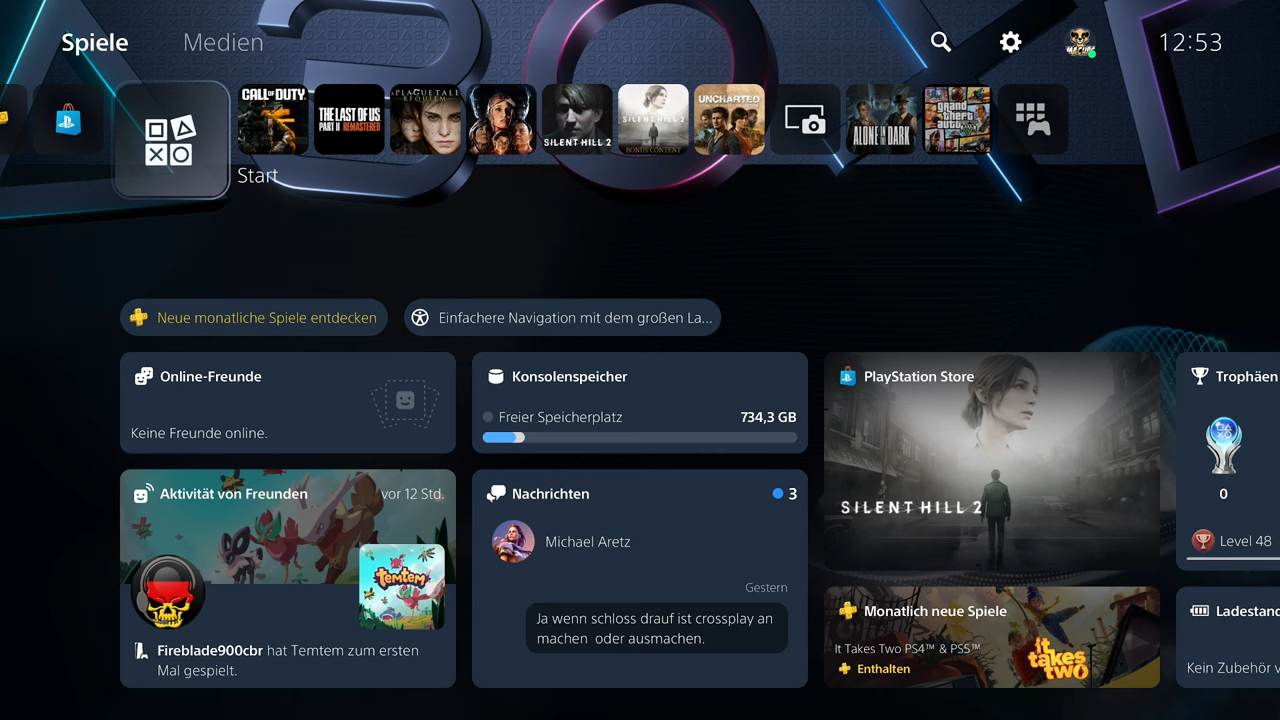 Spiele
Medien
12:53
CALL OF DUTY
THE LAST OF US
PART II REMASTERED
A PLAGUE TALE
REQUIEM
SILENT HILL 2
SILENT HILL 2
BONUS CONTENT
UNCHARTED
ALONE IN THE DARK
grand
theft
auto
Start
Neue monatliche Spiele entdecken
Einfachere Navigation mit dem großen La...
Online-Freunde
Keine Freunde online.
Konsolenspeicher
Freier Speicherplatz
734,3 GB
PlayStation Store
SILENT HILL 2
Trophäen
0
Level 48
Aktivität von Freunden
vor 12 Std.
temtem
Fireblade900cbr hat Temtem zum ersten
Mal gespielt.
Nachrichten
3
Michael Aretz
Gestern
Ja wenn schloss drauf ist crossplay an
machen oder ausmachen.
Monatlich neue Spiele
It Takes Two PS4™ & PS5™
Enthalten
it
takes
two
Ladestand
Kein Zubehör v